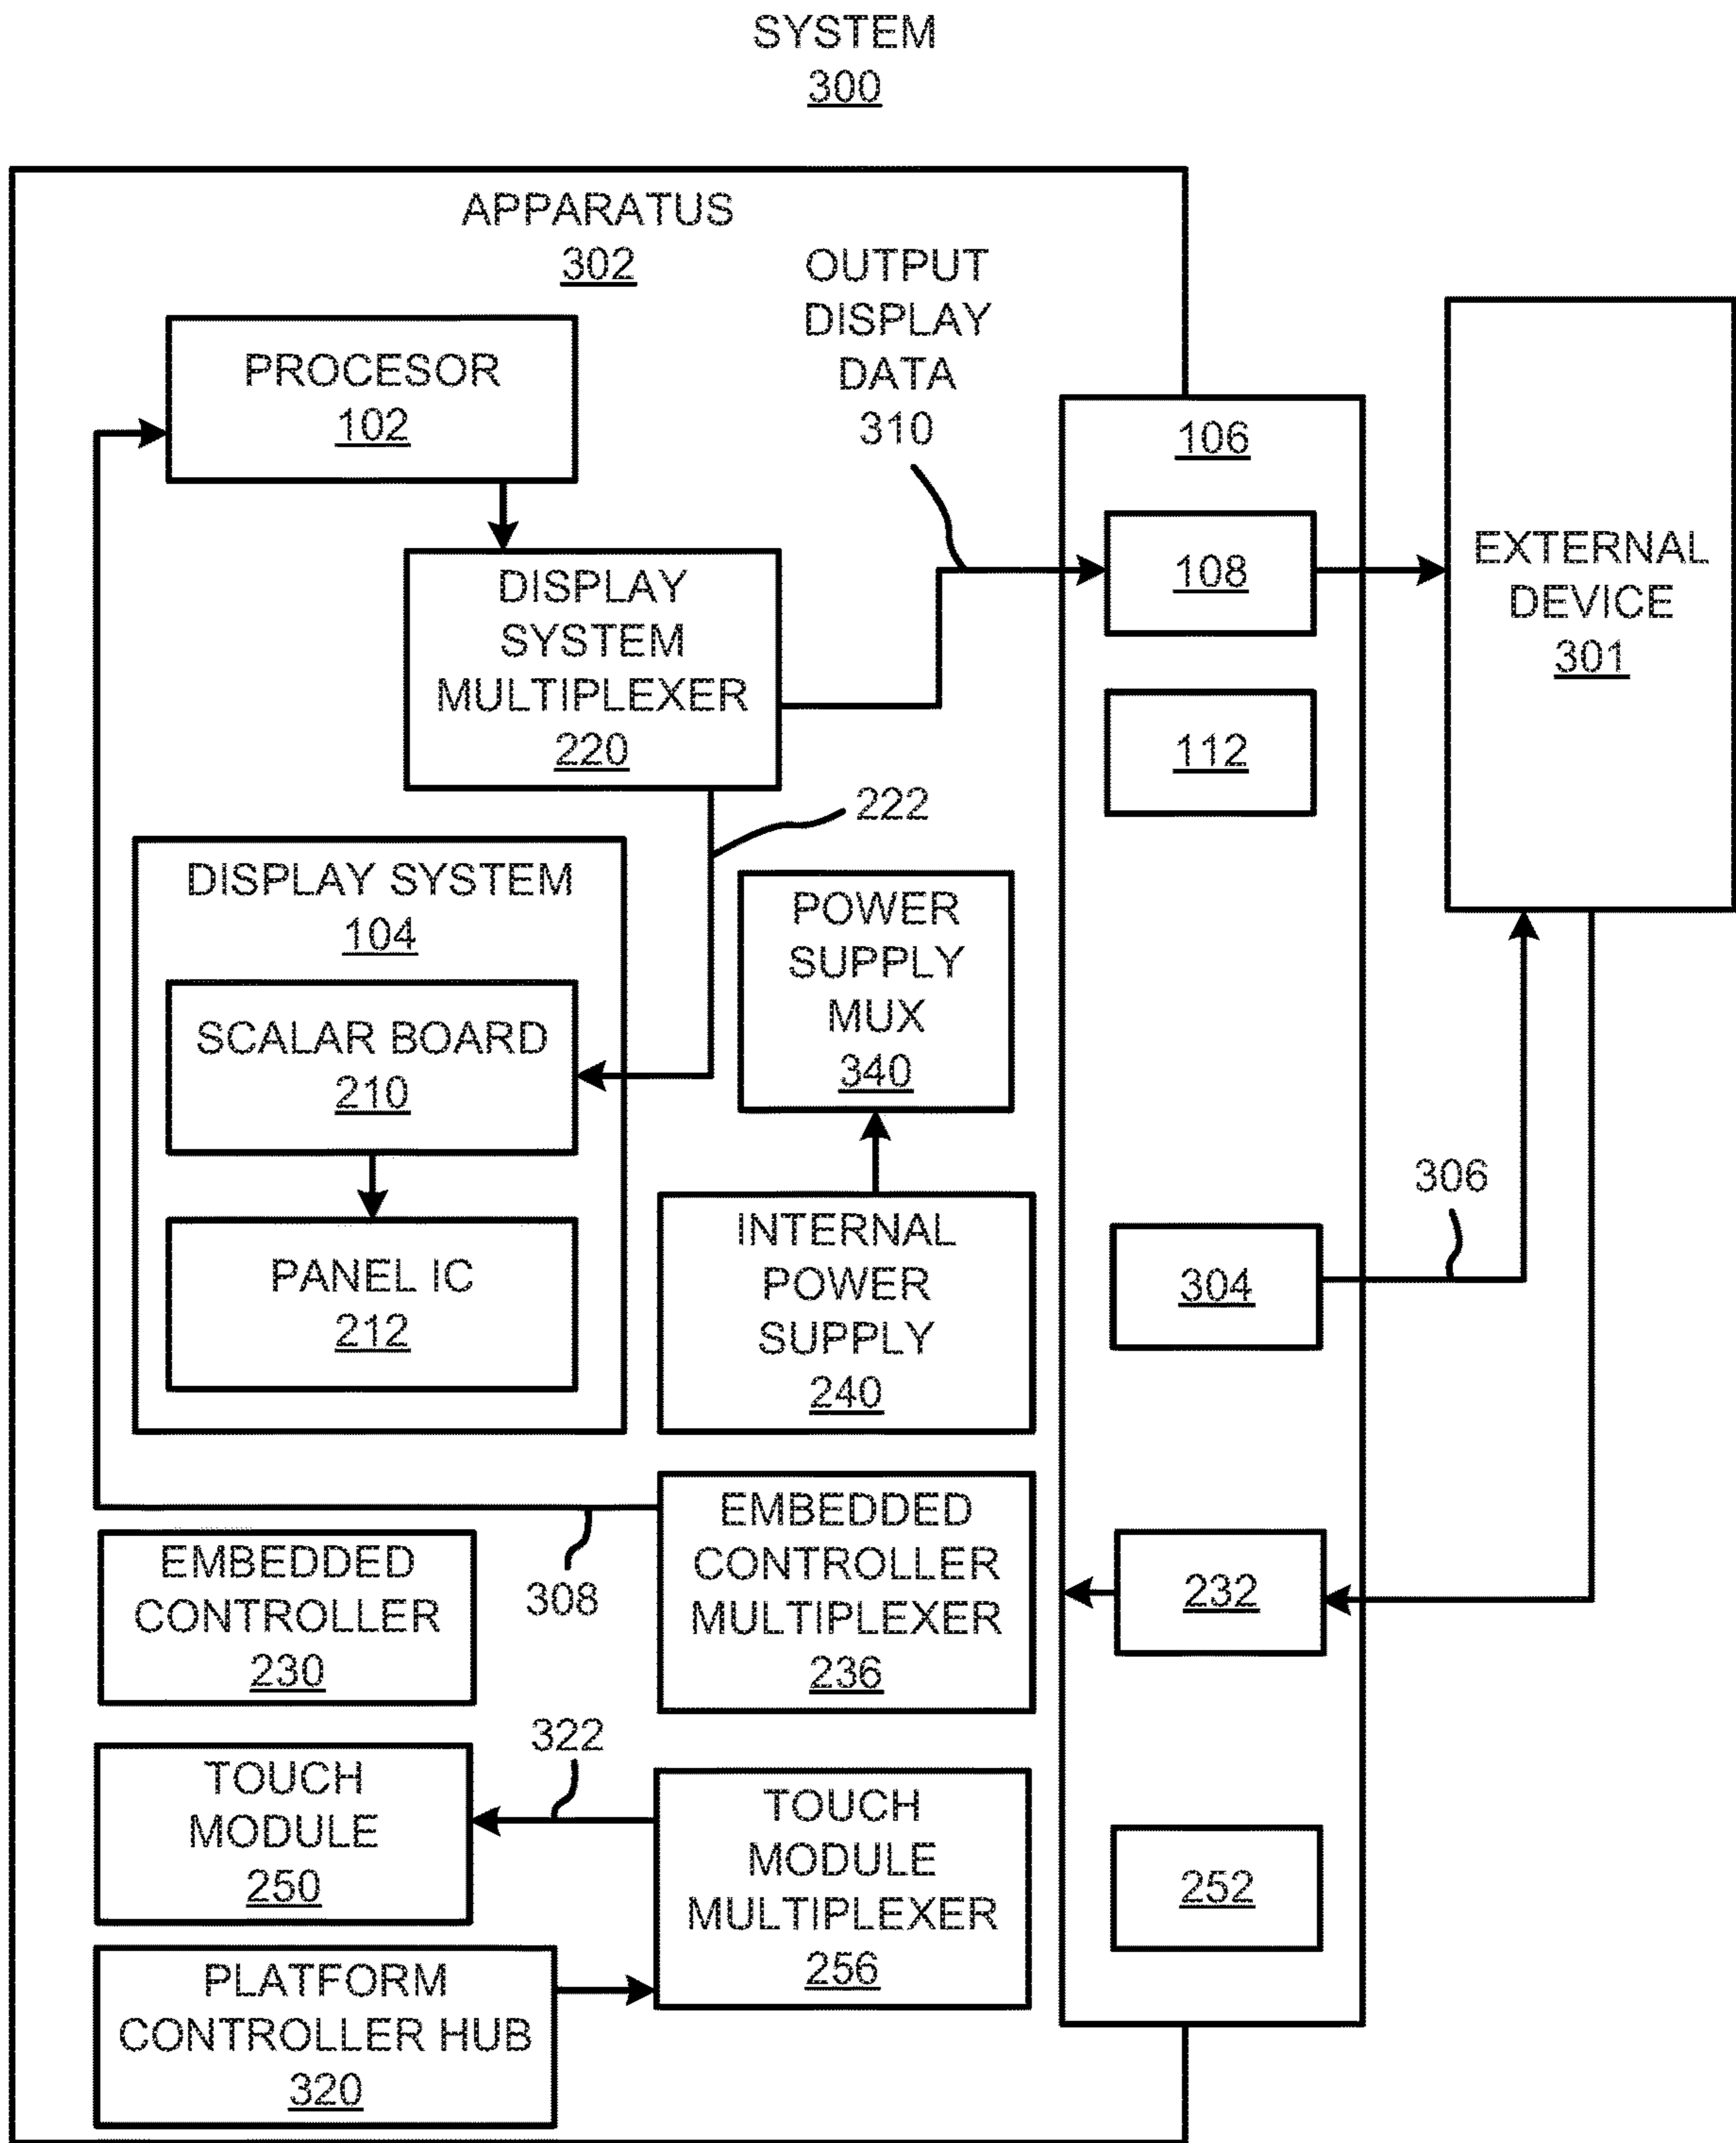 SYSTEM
300
APPARATUS
302
OUTPUT
DISPLAY
DATA
310
PROCESOR
102
106
108
112
EXTERNAL
DEVICE
301
DISPLAY
SYSTEM
MULTIPLEXER
220
222
DISPLAY SYSTEM
104
SCALAR BOARD
210
PANEL IC
212
POWER
SUPPLY
MUX
340
INTERNAL
POWER
SUPPLY
240
304
306
EMBEDDED
CONTROLLER
MULTIPLEXER
236
308
232
EMBEDDED
CONTROLLER
230
322
TOUCH
MODULE
250
TOUCH
MODULE
MULTIPLEXER
256
252
PLATFORM
CONTROLLER HUB
320